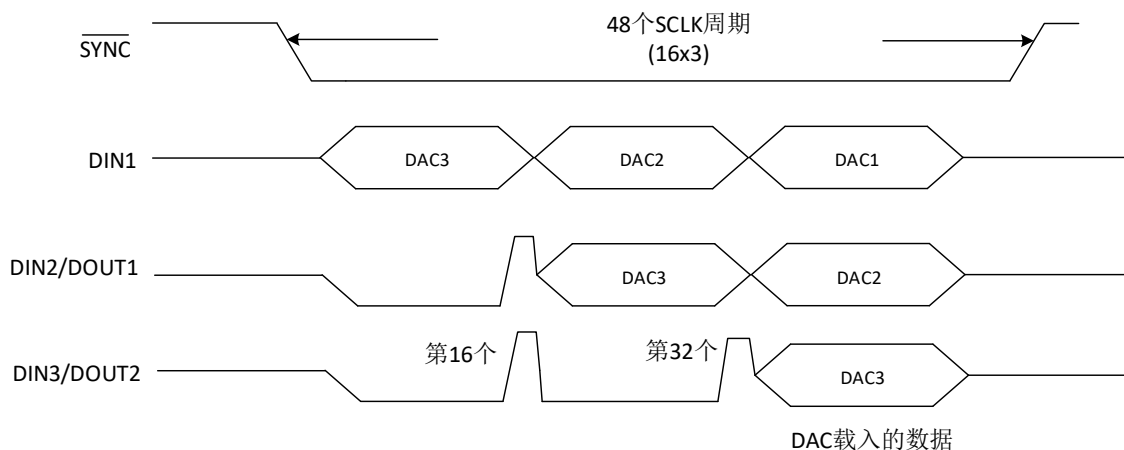 48个SCLK周期
(16x3)
SYNC
DIN1
DAC3
DAC2
DAC1
DIN2/DOUT1
DAC3
DAC2
DIN3/DOUT2
第16个
第32个
DAC3
DAC载入的数据